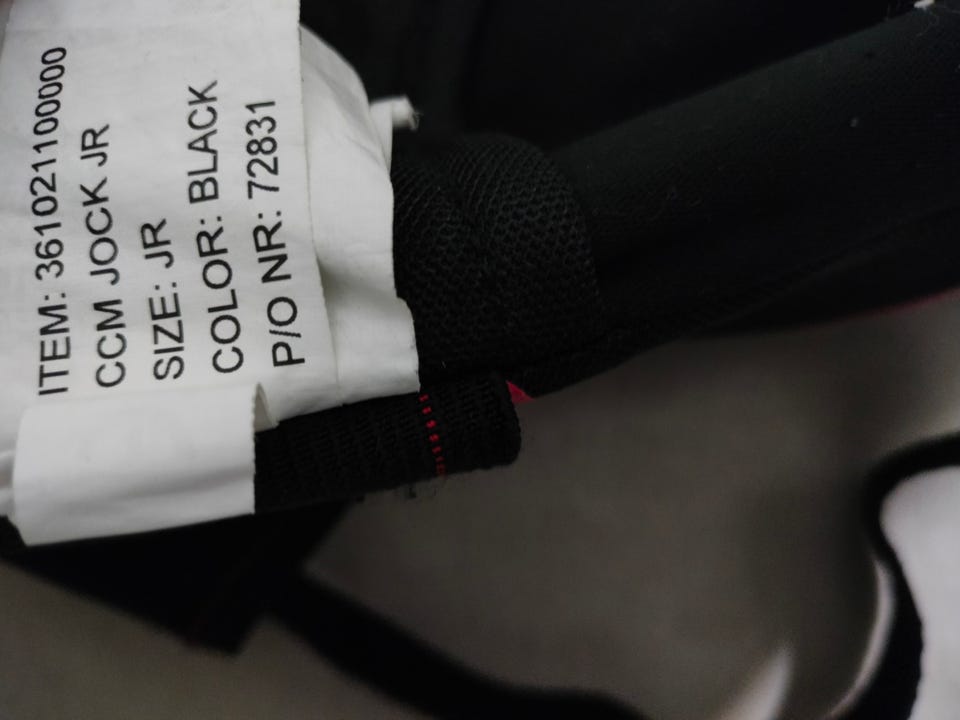 ITEM: 361021100000
CCM JOCK JR
SIZE: JR
COLOR: BLACK
P/O NR: 72831